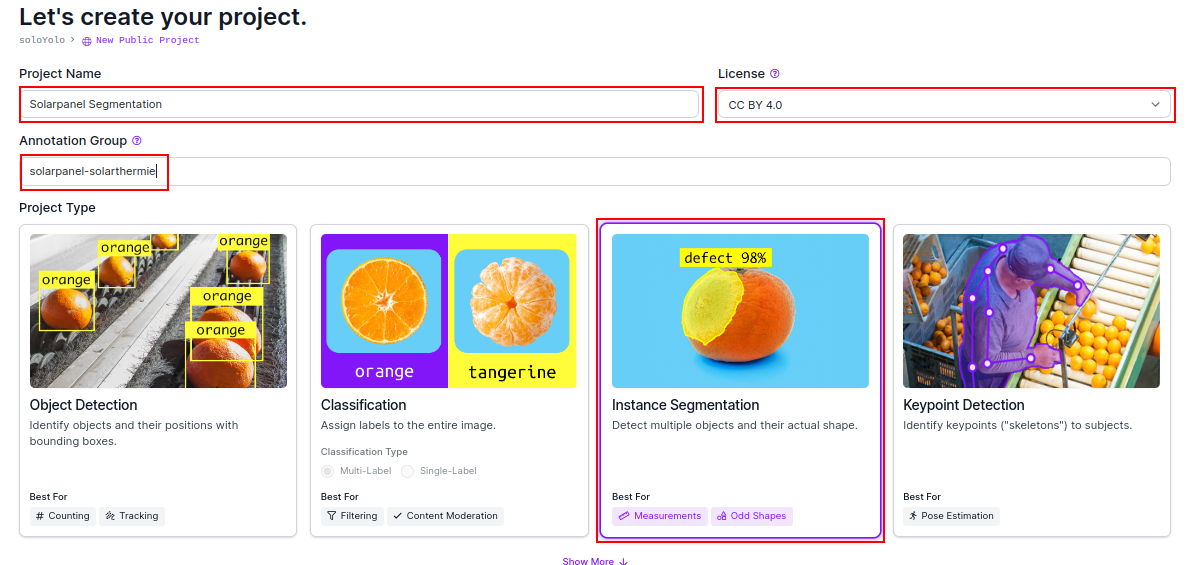 Let's create your project.
soloYolo > New Public Project
Project Name
License
Solarpanel Segmentation
CC BY 4.0
Annotation Group
solarpanel-solarthermie
Project Type
orange
orange
orange
orange
orange
orange
tangerine
defect 98%
Object Detection
Identify objects and their positions with
bounding boxes.
Best For
# Counting
Tracking
Classification
Assign labels to the entire image.
Classification Type
Multi-Label
Single-Label
Best For
Filtering
Content Moderation
Instance Segmentation
Detect multiple objects and their actual shape.
Best For
Measurements
Odd Shapes
Keypoint Detection
Identify keypoints ("skeletons") to subjects.
Best For
Pose Estimation
Show More ↓